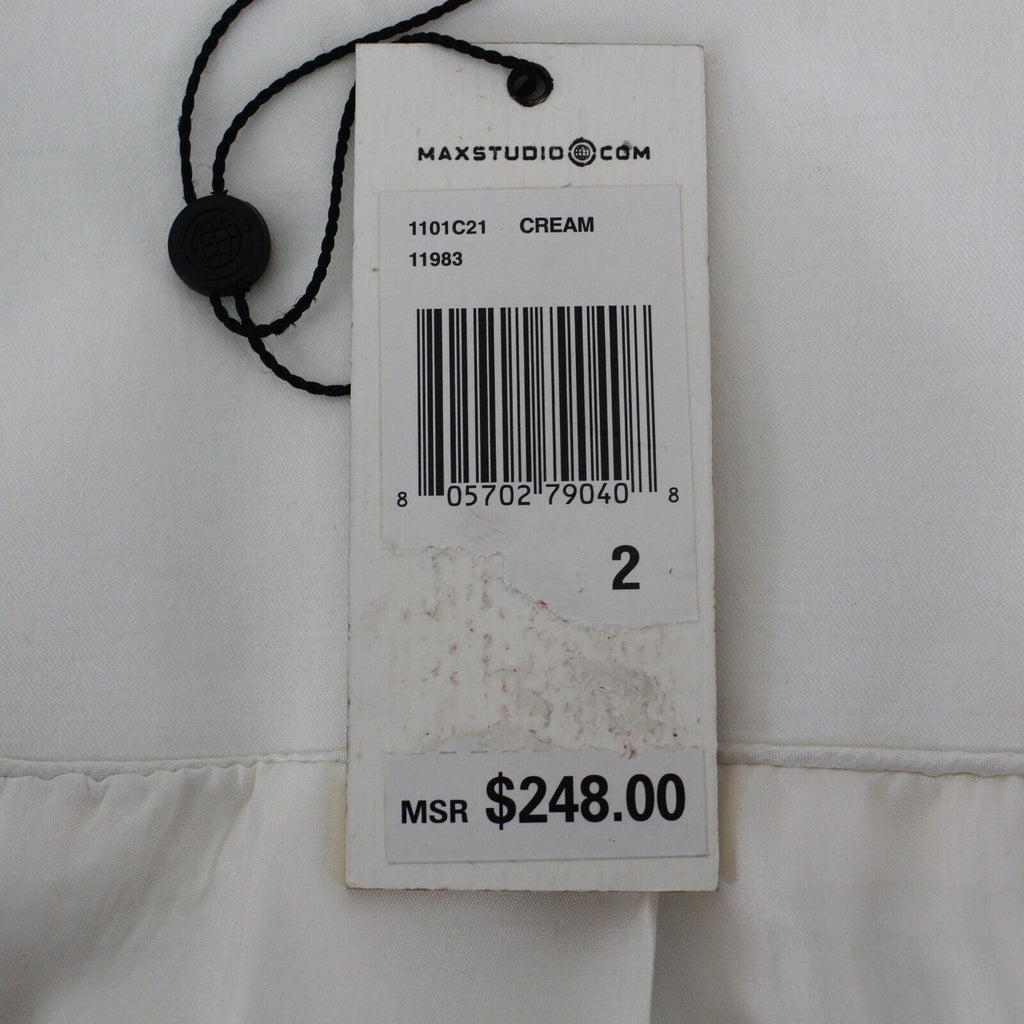 MAXSTUDIO COM
1101C21 CREAM
11983
8 05702 79040 8
2
MSR $248.00